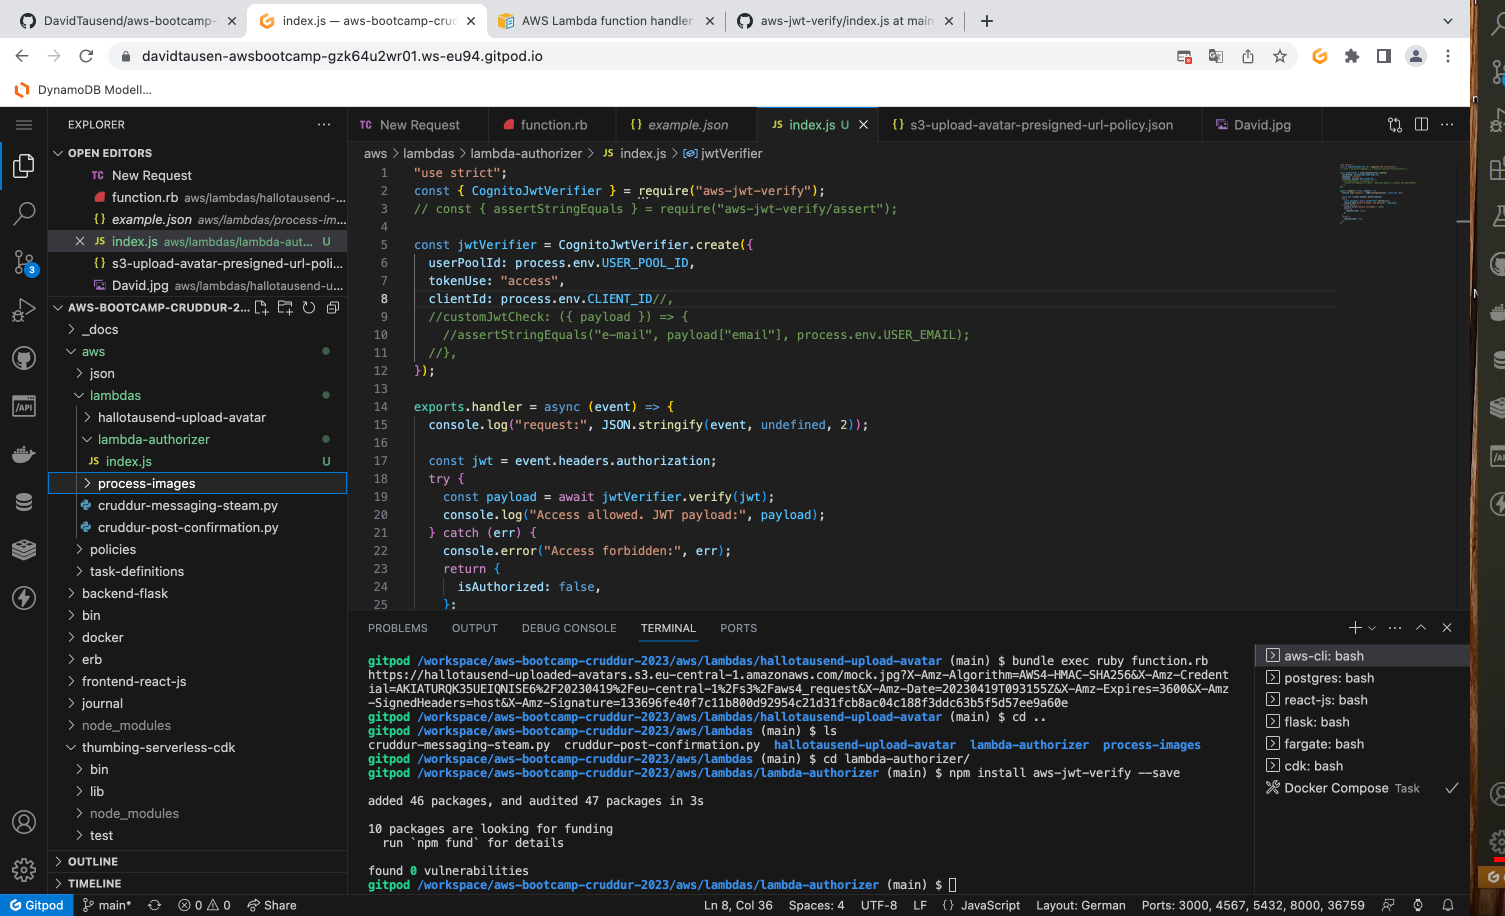 DavidTausend/aws-bootcamp-
index.js — aws-bootcamp-crud
AWS Lambda function handler
aws-jwt-verify/index.js at main
davidtausen-awsbootcamp-gzk64u2wr01.ws-eu94.gitpod.io
DynamoDB Modell...
EXPLORER
OPEN EDITORS
TC New Request
function.rb aws/lambdas/hallotausend-...
{} example.json aws/lambdas/process-im...
JS index.js aws/lambdas/lambda-aut... U
{} s3-upload-avatar-presigned-url-poli...
David.jpg aws/lambdas/hallotausend-u...
AWS-BOOTCAMP-CRUDDUR-2...
_docs
aws
json
lambdas
hallotausend-upload-avatar
lambda-authorizer
JS index.js U
process-images
cruddur-messaging-steam.py
cruddur-post-confirmation.py
policies
task-definitions
backend-flask
bin
docker
erb
frontend-react-js
journal
node_modules
thumbing-serverless-cdk
bin
lib
node_modules
test
OUTLINE
TIMELINE
3
/API
TC New Request
function.rb
{} example.json
JS index.js U
{} s3-upload-avatar-presigned-url-policy.json
David.jpg
aws > lambdas > lambda-authorizer > JS index.js > jwtVerifier
1 "use strict";
2 const { CognitoJwtVerifier } = require("aws-jwt-verify");
3 // const { assertStringEquals } = require("aws-jwt-verify/assert");
4
5 const jwtVerifier = CognitoJwtVerifier.create({
6 userPoolId: process.env.USER_POOL_ID,
7 tokenUse: "access",
8 clientId: process.env.CLIENT_ID//,
9 //customJwtCheck: ({ payload }) => {
10 //assertStringEquals("e-mail", payload["email"], process.env.USER_EMAIL);
11 //},
12 });
13
14 exports.handler = async (event) => {
15 console.log("request:", JSON.stringify(event, undefined, 2));
16
17 const jwt = event.headers.authorization;
18 try {
19 const payload = await jwtVerifier.verify(jwt);
20 console.log("Access allowed. JWT payload:", payload);
21 } catch (err) {
22 console.error("Access forbidden:", err);
23 return {
24 isAuthorized: false,
25 };
PROBLEMS OUTPUT DEBUG CONSOLE TERMINAL PORTS
gitpod /workspace/aws-bootcamp-cruddur-2023/aws/lambdas/hallotausend-upload-avatar (main) $ bundle exec ruby function.rb
https://hallotausend-uploaded-avatars.s3.eu-central-1.amazonaws.com/mock.jpg?X-Amz-Algorithm=AWS4-HMAC-SHA256&X-Amz-Credent
ial=AKIATURQK35UEIQNISE6%2F20230419%2Feu-central-1%2Fs3%2Faws4_request&X-Amz-Date=20230419T093155Z&X-Amz-Expires=3600&X-Amz
-SignedHeaders=host&X-Amz-Signature=133696fe40f7c11b800d92954c21d31fcb8ac04c188f3ddc63b5f5d57ee9a60e
gitpod /workspace/aws-bootcamp-cruddur-2023/aws/lambdas/hallotausend-upload-avatar (main) $ cd ..
gitpod /workspace/aws-bootcamp-cruddur-2023/aws/lambdas (main) $ ls
cruddur-messaging-steam.py cruddur-post-confirmation.py hallotausend-upload-avatar lambda-authorizer process-images
gitpod /workspace/aws-bootcamp-cruddur-2023/aws/lambdas (main) $ cd lambda-authorizer/
gitpod /workspace/aws-bootcamp-cruddur-2023/aws/lambdas/lambda-authorizer (main) $ npm install aws-jwt-verify --save
added 46 packages, and audited 47 packages in 3s
10 packages are looking for funding
run `npm fund` for details
found 0 vulnerabilities
gitpod /workspace/aws-bootcamp-cruddur-2023/aws/lambdas/lambda-authorizer (main) $
aws-cli: bash
postgres: bash
react-js: bash
flask: bash
fargate: bash
cdk: bash
Docker Compose Task
Gitpod main* 0 0 Share
Ln 8, Col 36 Spaces: 4 UTF-8 LF {} JavaScript Layout: German Ports: 3000, 4567, 5432, 8000, 36759